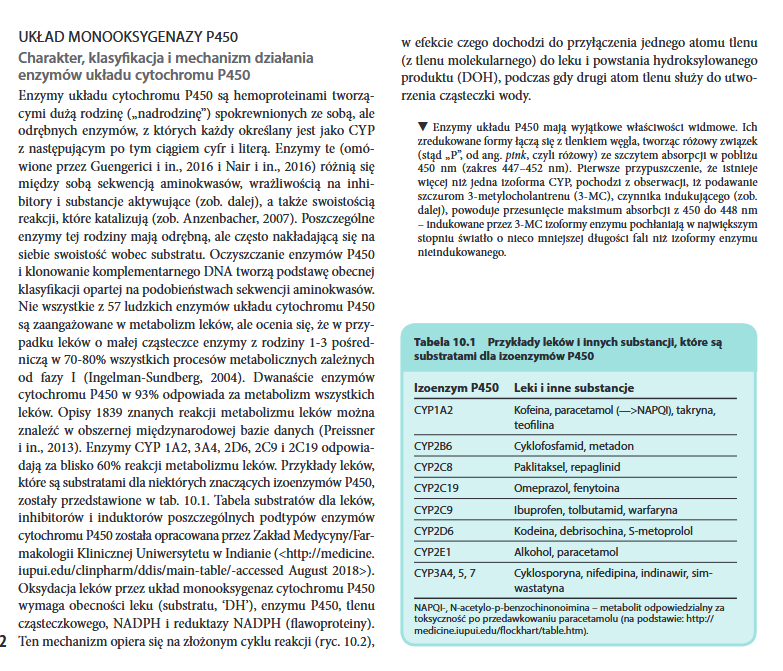 UKŁAD MONOOKSYGENAZY P450
Charakter, klasyfikacja i mechanizm działania
enzymów układu cytochromu P450
Enzymy układu cytochromu P450 są hemoproteinami tworzą-
cymi dużą rodzinę („nadrodzinę”) spokrewnionych ze sobą, ale
odrębnych enzymów, z których każdy określany jest jako CYP
z następującym po tym ciągiem cyfr i literą. Enzymy te (omó-
wione przez Guengerici i in., 2016 i Nair i in., 2016) różnią się
między sobą sekwencją aminokwasów, wrażliwością na inhi-
bitory i substancje aktywujące (zob. dalej), a także swoistością
reakcji, które katalizują (zob. Anzenbacher, 2007). Poszczególne
enzymy tej rodziny mają odrębną, ale często nakładającą się na
siebie swoistość wobec substratu. Oczyszczanie enzymów P450
i klonowanie komplementarnego DNA tworzą podstawę obecnej
klasyfikacji opartej na podobieństwach sekwencji aminokwasów.
Nie wszystkie z 57 ludzkich enzymów układu cytochromu P450
są zaangażowane w metabolizm leków, ale ocenia się, że w przy-
padku leków o małej cząsteczce enzymy z rodziny 1-3 pośred-
niczą w 70-80% wszystkich procesów metabolicznych zależnych
od fazy I (Ingelman-Sundberg, 2004). Dwanaście enzymów
cytochromu P450 w 93% odpowiada za metabolizm wszystkich
leków. Opisy 1839 znanych reakcji metabolizmu leków można
znaleźć w obszernej międzynarodowej bazie danych (Preissner
i in., 2013). Enzymy CYP 1A2, 3A4, 2D6, 2C9 i 2C19 odpowia-
dają za blisko 60% reakcji metabolizmu leków. Przykłady leków,
które są substratami dla niektórych znaczących izoenzymów P450,
zostały przedstawione w tab. 10.1. Tabela substratów dla leków,
inhibitorów i induktorów poszczególnych podtypów enzymów
cytochromu P450 została opracowana przez Zakład Medycyny/Far-
makologii Klinicznej Uniwersytetu w Indianie (<http://medicine.
iupui.edu/clinpharm/ddis/main-table/-accessed August 2018>).
Oksydacja leków przez układ monooksygenaz cytochromu P450
wymaga obecności leku (substratu, ‘DH’), enzymu P450, tlenu
cząsteczkowego, NADPH i reduktazy NADPH (flawoproteiny).
2 Ten mechanizm opiera się na złożonym cyklu reakcji (ryc. 10.2),
w efekcie czego dochodzi do przyłączenia jednego atomu tlenu
(z tlenu molekularnego) do leku i powstania hydroksylowanego
produktu (DOH), podczas gdy drugi atom tlenu służy do utwo-
rzenia cząsteczki wody.
▼ Enzymy układu P450 mają wyjątkowe właściwości widmowe. Ich
zredukowane formy łączą się z tlenkiem węgla, tworząc różowy związek
(stąd „P”, od ang. pink, czyli różowy) ze szczytem absorpcji w pobliżu
450 nm (zakres 447–452 nm). Pierwsze przypuszczenie, że istnieje
więcej niż jedna izoforma CYP, pochodzi z obserwacji, iż podawanie
szczurom 3-metylocholantrenu (3-MC), czynnika indukującego (zob.
dalej), powoduje przesunięcie maksimum absorbcji z 450 do 448 nm
– indukowane przez 3-MC izoformy enzymu pochłaniają w największym
stopniu światło o nieco mniejszej długości fali niż izoformy enzymu
nieindukowanego.
Tabela 10.1 Przykłady leków i innych substancji, które są
substratami dla izoenzymów P450
Izoenzym P450 Leki i inne substancje
CYP1A2 Kofeina, paracetamol (—>NAPQI), takryna,
teofilina
CYP2B6 Cyklofosfamid, metadon
CYP2C8 Paklitaksel, repaglinid
CYP2C19 Omeprazol, fenytoina
CYP2C9 Ibuprofen, tolbutamid, warfaryna
CYP2D6 Kodeina, debrisochina, S-metoprolol
CYP2E1 Alkohol, paracetamol
CYP3A4, 5, 7 Cyklosporyna, nifedipina, indinawir, sim-
wastatyna
NAPQI-, N-acetylo-p-benzochinonoimina – metabolit odpowiedzialny za
toksyczność po przedawkowaniu paracetamolu (na podstawie: http://
medicine.iupui.edu/flockhart/table.htm).